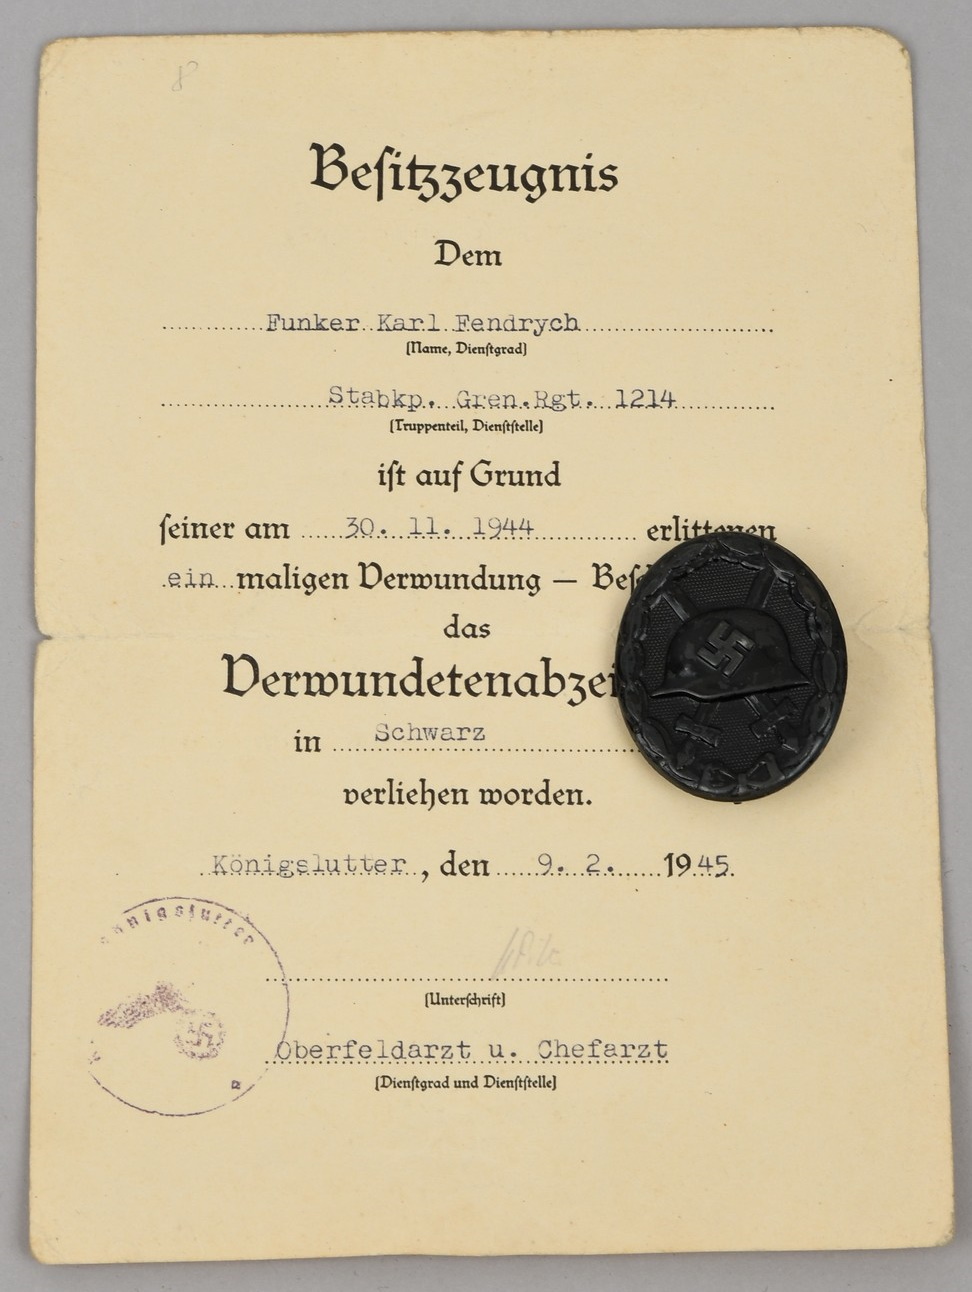 8
Besitzzeugnis
Dem
Funker Karl Fendrych
(Name, Dienstgrad)
Stabkp. Gren.Rgt. 1214
(Truppenteil, Dienststelle)
ist auf Grund
seiner am 30. 11. 1944 erlittenen
ein maligen Verwundung –
das
in Schwarz
verliehen worden.
Königslutter, den 9. 2. 1945.
(Unterschrift)
Oberfeldarzt u. Chefarzt
(Dienstgrad und Dienststelle)